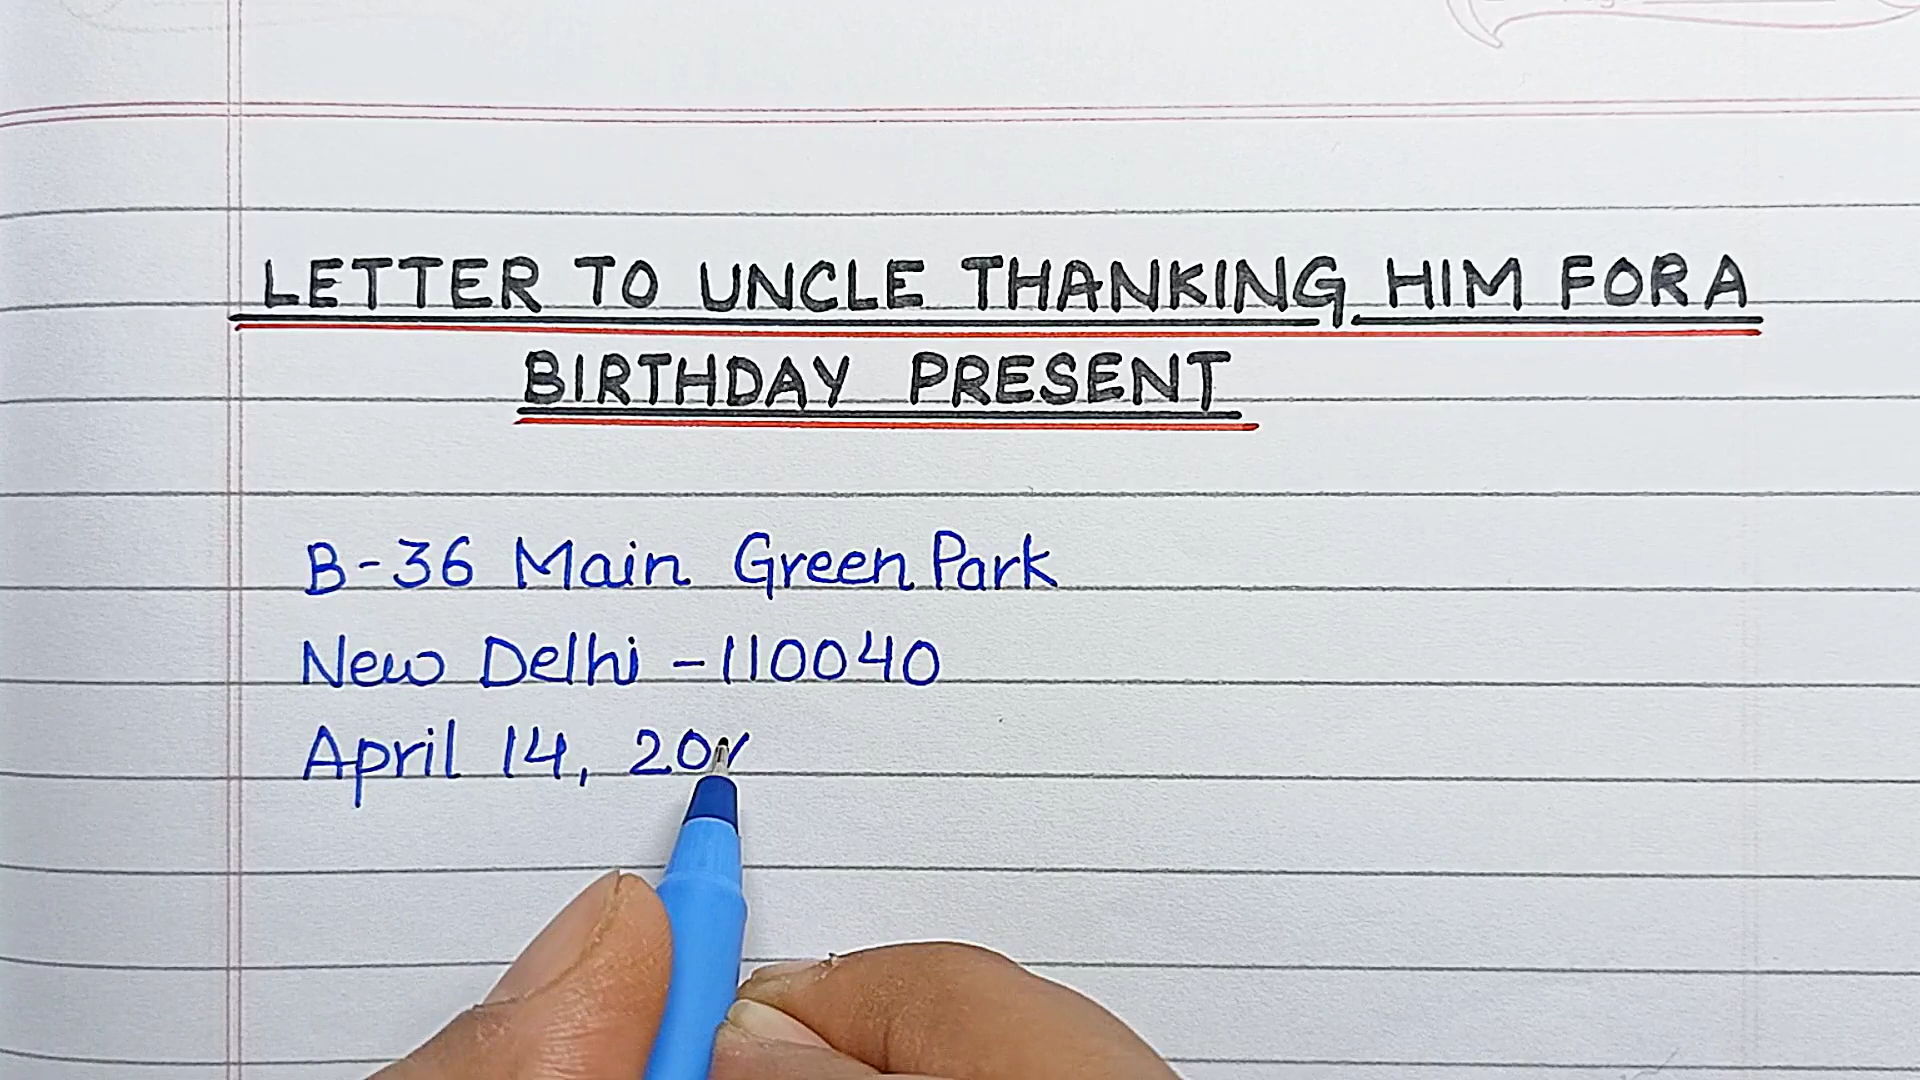 LETTER TO UNCLE THANKING HIM FOR A
BIRTHDAY PRESENT
B-36 Main Green Park
New Delhi -110040
April 14,